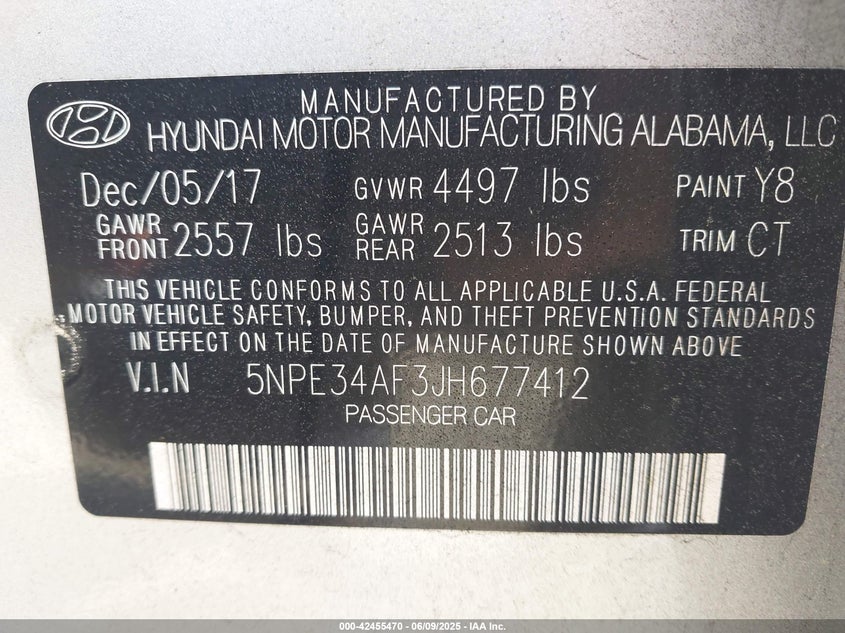 MANUFACTURED BY
HYUNDAI MOTOR MANUFACTURING ALABAMA, LLC
Dec/05/17 GVWR 4497 lbs PAINT Y8
GAWR FRONT 2557 lbs GAWR REAR 2513 lbs TRIM CT
THIS VEHICLE CONFORMS TO ALL APPLICABLE U.S.A. FEDERAL
MOTOR VEHICLE SAFETY, BUMPER, AND THEFT PREVENTION STANDARDS
IN EFFECT ON THE DATE OF MANUFACTURE SHOWN ABOVE
V.I.N 5NPE34AF3JH677412
PASSENGER CAR
000-42455470 - 06/09/2025 - IAA Inc.